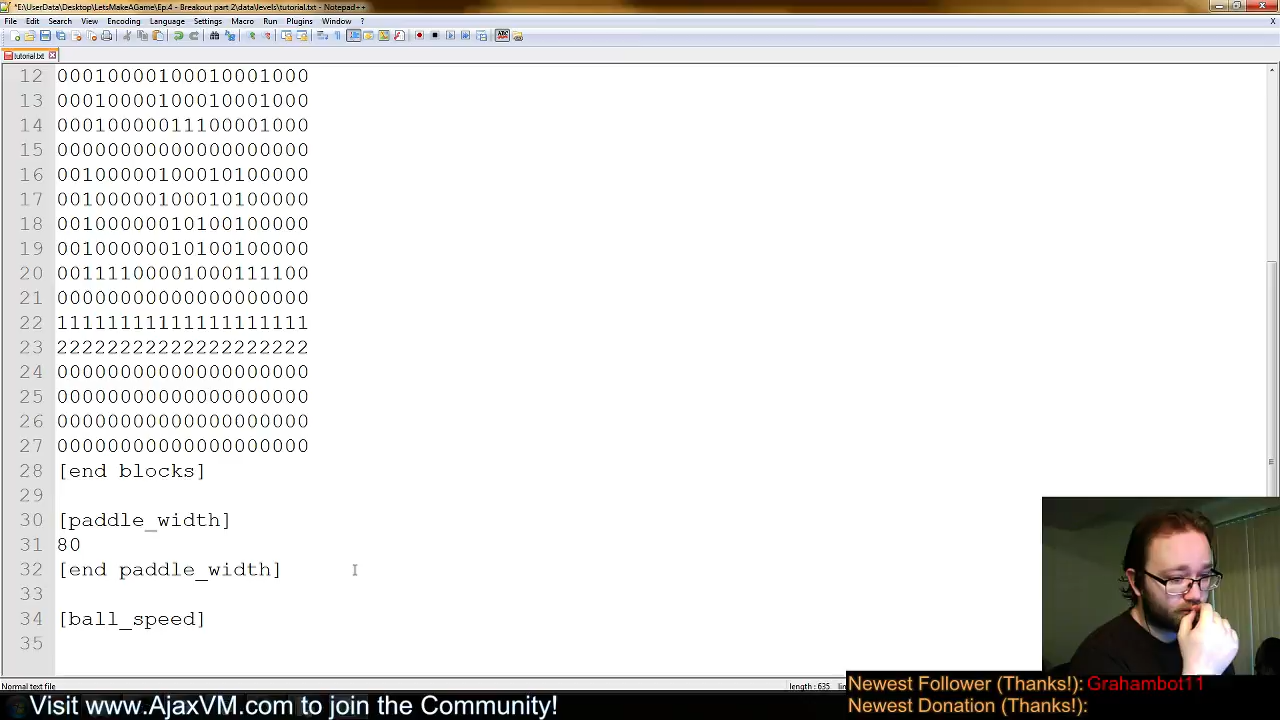 *E:\UserData\Desktop\LetsMakeAGame\Ep.4 - Breakout part 2\data\levels\tutorial.txt - Notepad++
File Edit Search View Encoding Language Settings Macro Run Plugins Window ?
tutorial.txt
12 00010000100010001000
13 00010000100010001000
14 00010000011100001000
15 00000000000000000000
16 00100000100010100000
17 00100000100010100000
18 00100000010100100000
19 00100000010100100000
20 00111100001000111100
21 00000000000000000000
22 11111111111111111111
23 22222222222222222222
24 00000000000000000000
25 00000000000000000000
26 00000000000000000000
27 00000000000000000000
28 [end blocks]
29
30 [paddle_width]
31 80
32 [end paddle_width]
33
34 [ball_speed]
35
Normal text file
length : 635
Newest Follower (Thanks!): Grahambot11
Newest Donation (Thanks!):
Visit www.AjaxVM.com to join the Community!